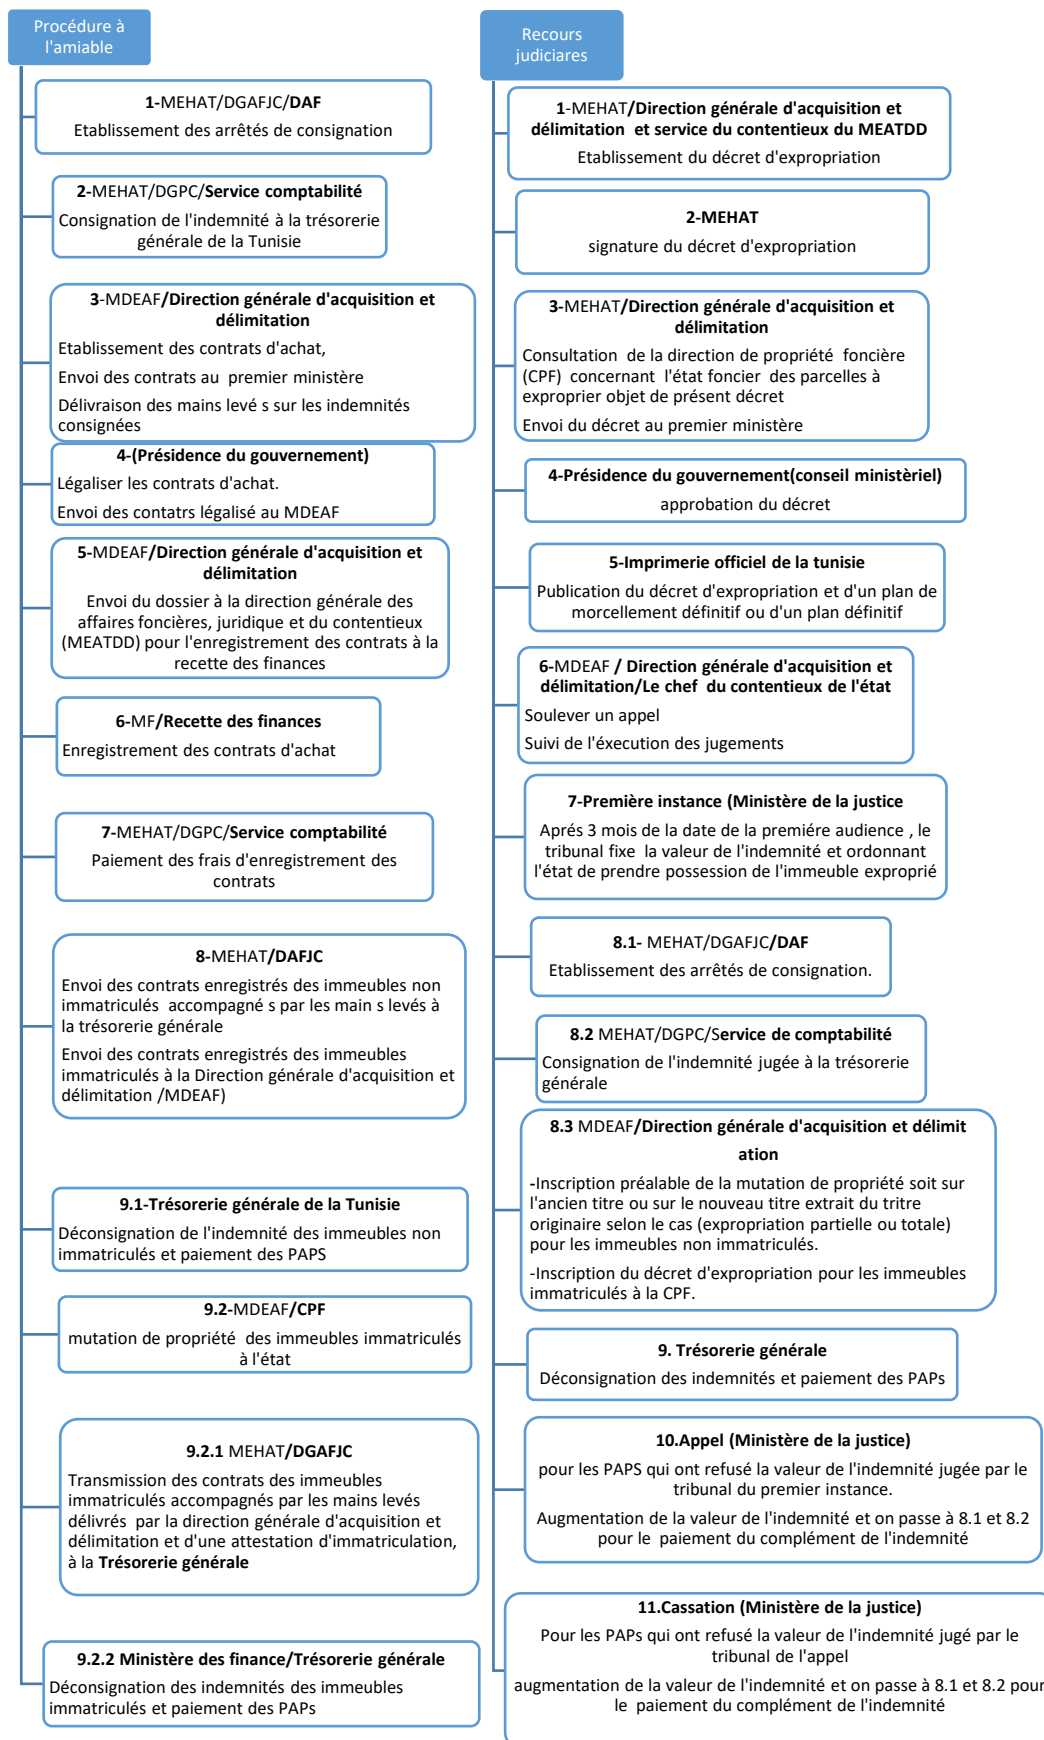 Procédure à
l'amiable
1-MEHAT/DGAFJC/DAF
Etablissement des arrêtés de consignation
2-MEHAT/DGPC/Service comptabilité
Consignation de l'indemnité à la trésorerie
générale de la Tunisie
3-MDEAF/Direction générale d'acquisition et
délimitation
Etablissement des contrats d'achat,
Envoi des contrats au premier ministère
Délivraison des mains levé s sur les indemnités
consignées
4-(Présidence du gouvernement)
Légaliser les contrats d'achat.
Envoi des contatrs légalisé au MDEAF
5-MDEAF/Direction générale d'acquisition et
délimitation
Envoi du dossier à la direction générale des
affaires foncières, juridique et du contentieux
(MEATDD) pour l'enregistrement des contrats à la
recette des finances
6-MF/Recette des finances
Enregistrement des contrats d'achat
7-MEHAT/DGPC/Service comptabilité
Paiement des frais d'enregistrement des
contrats
8-MEHAT/DAFJC
Envoi des contrats enregistrés des immeubles non
immatriculés accompagné s par les main s levés à
la trésorerie générale
Envoi des contrats enregistrés des immeubles
immatriculés à la Direction générale d'acquisition et
délimitation /MDEAF)
9.1-Trésorerie générale de la Tunisie
Déconsignation de l'indemnité des immeubles non
immatriculés et paiement des PAPS
9.2-MDEAF/CPF
mutation de propriété des immeubles immatriculés
à l'état
9.2.1 MEHAT/DGAFJC
Transmission des contrats des immeubles
immatriculés accompagnés par les mains levés
délivrés par la direction générale d'acquisition et
délimitation et d'une attestation d'immatriculation,
à la Trésorerie générale
9.2.2 Ministère des finance/Trésorerie générale
Déconsignation des indemnités des immeubles
immatriculés et paiement des PAPs
Recours
judiciares
1-MEHAT/Direction générale d'acquisition et
délimitation et service du contentieux du MEATDD
Etablissement du décret d'expropriation
2-MEHAT
signature du décret d'expropriation
3-MEHAT/Direction générale d'acquisition et
délimitation
Consultation de la direction de propriété foncière
(CPF) concernant l'état foncier des parcelles à
exproprier objet de présent décret
Envoi du décret au premier ministère
4-Présidence du gouvernement(conseil ministèriel)
approbation du décret
5-Imprimerie officiel de la tunisie
Publication du décret d'expropriation et d'un plan de
morcellement définitif ou d'un plan définitif
6-MDEAF / Direction générale d'acquisition et
délimitation/Le chef du contentieux de l'état
Soulever un appel
Suivi de l'éxecution des jugements
7-Première instance (Ministère de la justice
Aprés 3 mois de la date de la premiére audience , le
tribunal fixe la valeur de l'indemnité et ordonnant
l'état de prendre possession de l'immeuble exproprié
8.1- MEHAT/DGAFJC/DAF
Etablissement des arrêtés de consignation.
8.2 MEHAT/DGPC/Service de comptabilité
Consignation de l'indemnité jugée à la trésorerie
générale
8.3 MDEAF/Direction générale d'acquisition et délimit
ation
-Inscription préalable de la mutation de propriété soit sur
l'ancien titre ou sur le nouveau titre extrait du tritre
originaire selon le cas (expropriation partielle ou totale)
pour les immeubles non immatriculés.
-Inscription du décret d'expropriation pour les immeubles
immatriculés à la CPF.
9. Trésorerie générale
Déconsignation des indemnités et paiement des PAPs
10.Appel (Ministère de la justice)
pour les PAPS qui ont refusé la valeur de l'indemnité jugée par le
tribunal du premier instance.
Augmentation de la valeur de l'indemnité et on passe à 8.1 et 8.2
pour le paiement du complément de l'indemnité
11.Cassation (Ministère de la justice)
Pour les PAPs qui ont refusé la valeur de l'indemnité jugé par le
tribunal de l'appel
augmentation de la valeur de l'indemnité et on passe à 8.1 et 8.2 pour
le paiement du complément de l'indemnité